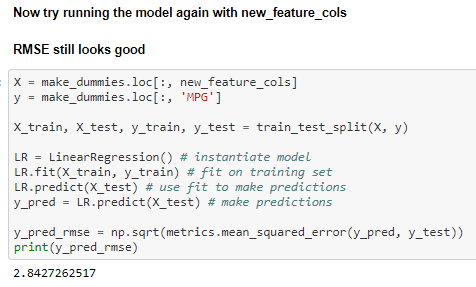 Now try running the model again with new_feature_cols
RMSE still looks good
X = make_dummies.loc[:, new_feature_cols]
y = make_dummies.loc[:, 'MPG']
X_train, X_test, y_train, y_test = train_test_split(X, y)
LR = LinearRegression() # instantiate model
LR.fit(X_train, y_train) # fit on training set
LR.predict(X_test) # use fit to make predictions
y_pred = LR.predict(X_test) # make predictions
y_pred_rmse = np.sqrt(metrics.mean_squared_error(y_pred, y_test))
print(y_pred_rmse)
2.8427262517